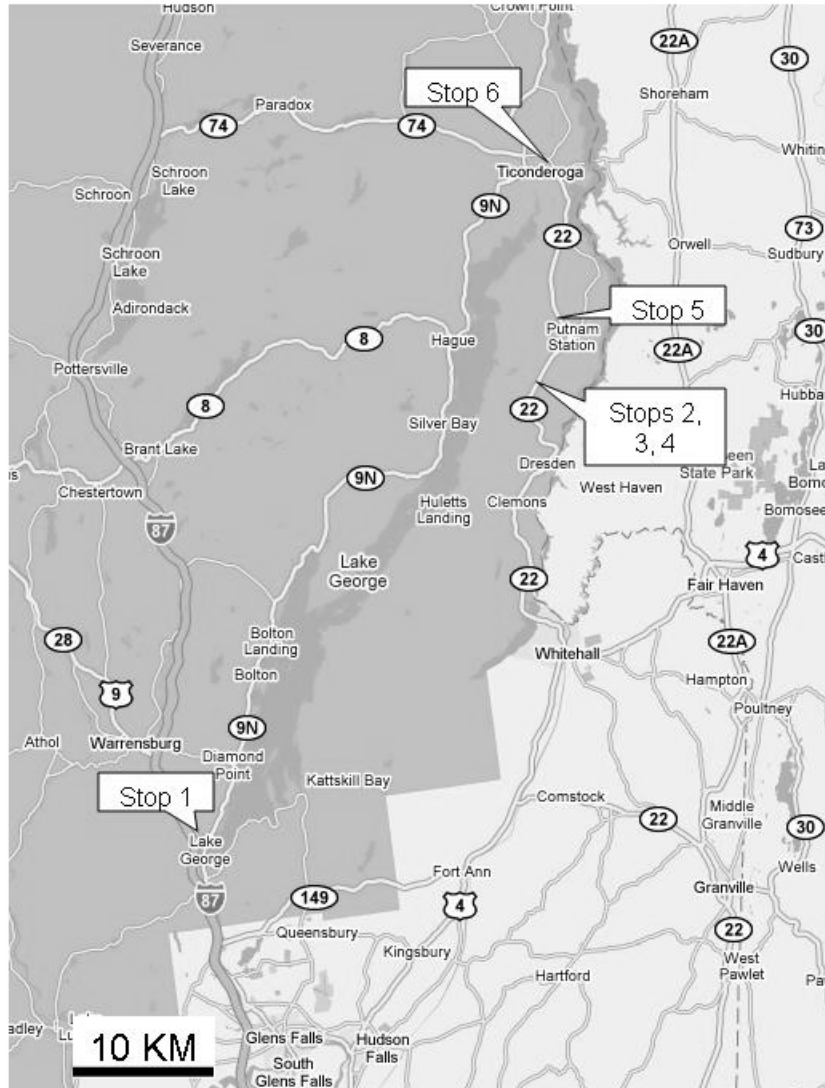 Hudson
Crown Point
Severance
22A
30
Stop 6
Shoreham
Paradox
74
74
Whitin
Ticonderoga
Schroon
Lake
Schroon
9N
22
73
Orwell
Sudbury
Schroon
Lake
Adirondack
Stop 5
Putnam
Station
8
Hague
22A
30
Pottersville
8
22
Stops 2,
3, 4
Hubba
Silver Bay
Brant Lake
Dresden
9N
State Park
West Haven
Chestertown
Huletts
Landing
Clemons
Bomosee
87
4
Lake
George
22
Fair Haven
28
Bolton
Landing
22A
Whitehall
Bolton
Hampton
9
Poultney
9N
Athol
Warrensburg
Diamond
Point
Kattskill Bay
Stop 1
Comstock
Middle
Granville
22
30
Lake
George
Wells
Fort Ann
87
149
4
Granville
Queensbury
22
Kingsbury
West
Pawlet
Hartford
10 KM
Glens Falls
Hudson
Falls
South
Glens Falls